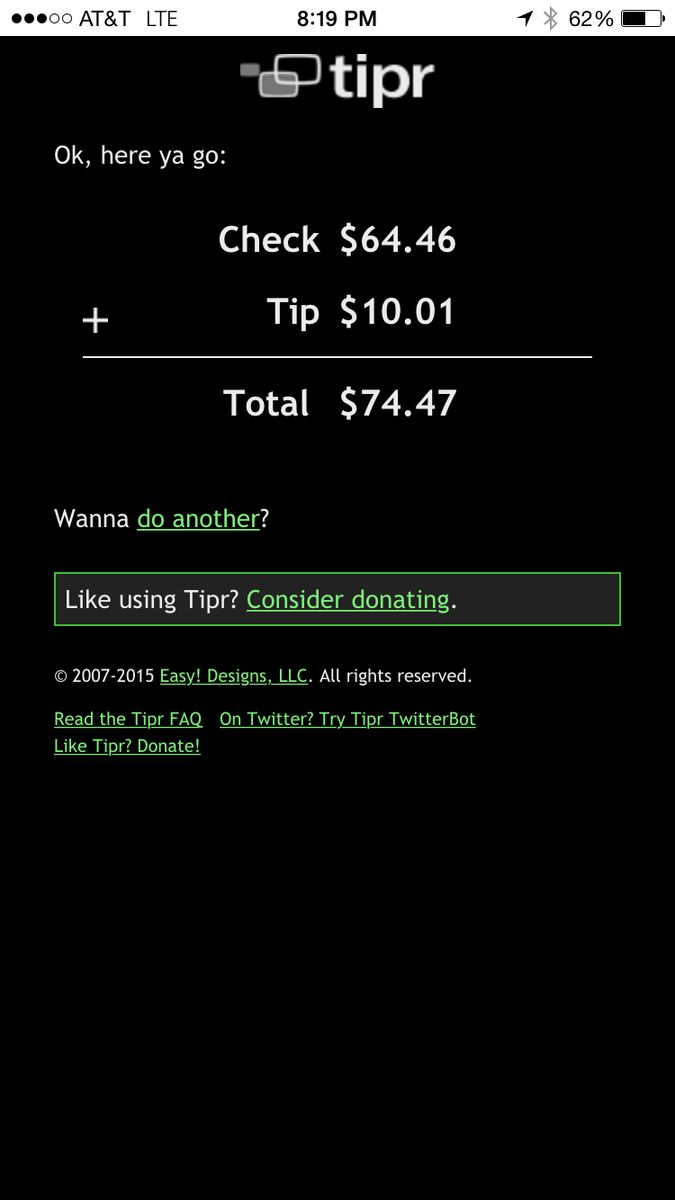 AT&T LTE 8:19 PM 62%
tipr
Ok, here ya go:
Check $64.46
+ Tip $10.01
Total $74.47
Wanna do another?
Like using Tipr? Consider donating.
© 2007-2015 Easy! Designs, LLC. All rights reserved.
Read the Tipr FAQ On Twitter? Try Tipr TwitterBot
Like Tipr? Donate!